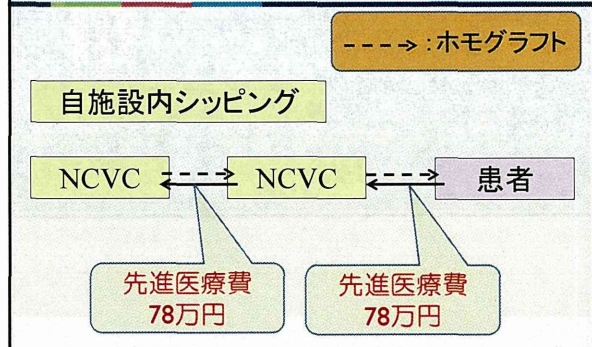 ----> :ホモグラフト
自施設内シッピング
NCVC
NCVC
患者
先進医療費
78万円
先進医療費
78万円